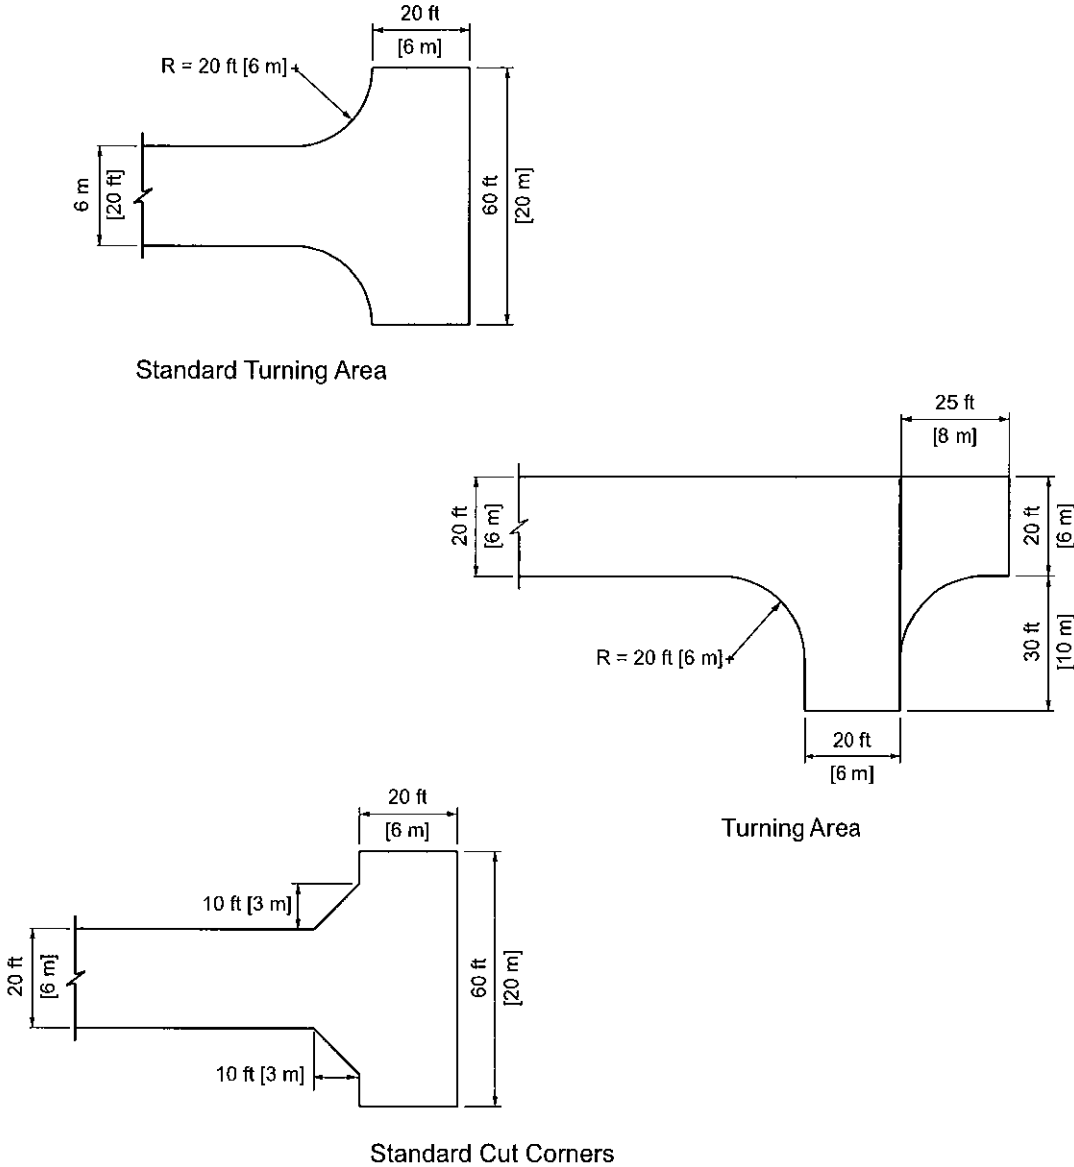 20 ft
[6 m]
R = 20 ft [6 m]
6 m
[20 ft]
60 ft
[20 m]
Standard Turning Area
25 ft
[8 m]
20 ft
[6 m]
20 ft
[6 m]
R = 20 ft [6 m]
30 ft
[10 m]
20 ft
[6 m]
Turning Area
20 ft
[6 m]
10 ft [3 m]
20 ft
[6 m]
60 ft
[20 m]
10 ft [3 m]
Standard Cut Corners